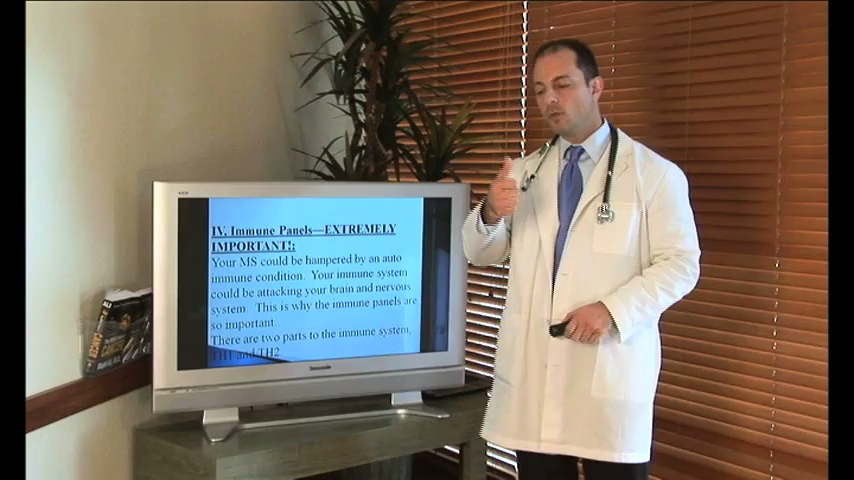 IV. Immune Panels—EXTREMELY
IMPORTANT!:
Your MS could be hampered by an auto
immune condition. Your immune system
could be attacking your brain and nervous
system. This is why the immune panels are
so important.
There are two parts to the immune system,
TH1 and TH2